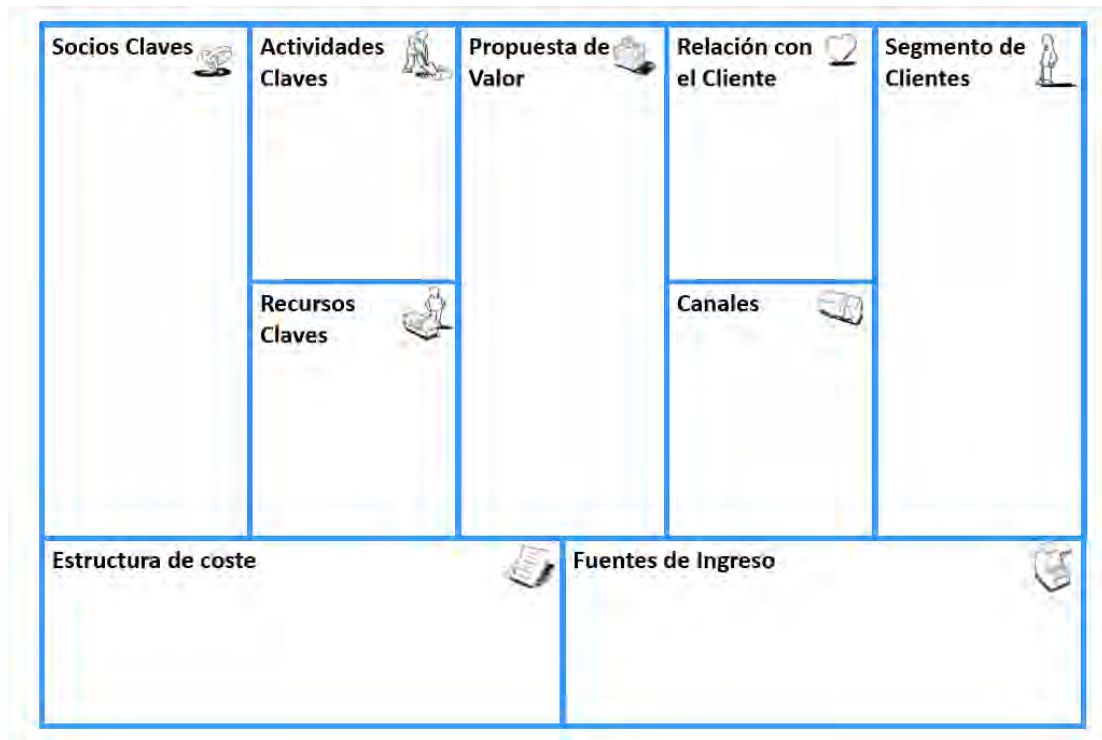 Socios Claves
Actividades
Claves
Propuesta de
Valor
Relación con
el Cliente
Segmento de
Clientes
Recursos
Claves
Canales
Estructura de coste
Fuentes de Ingreso